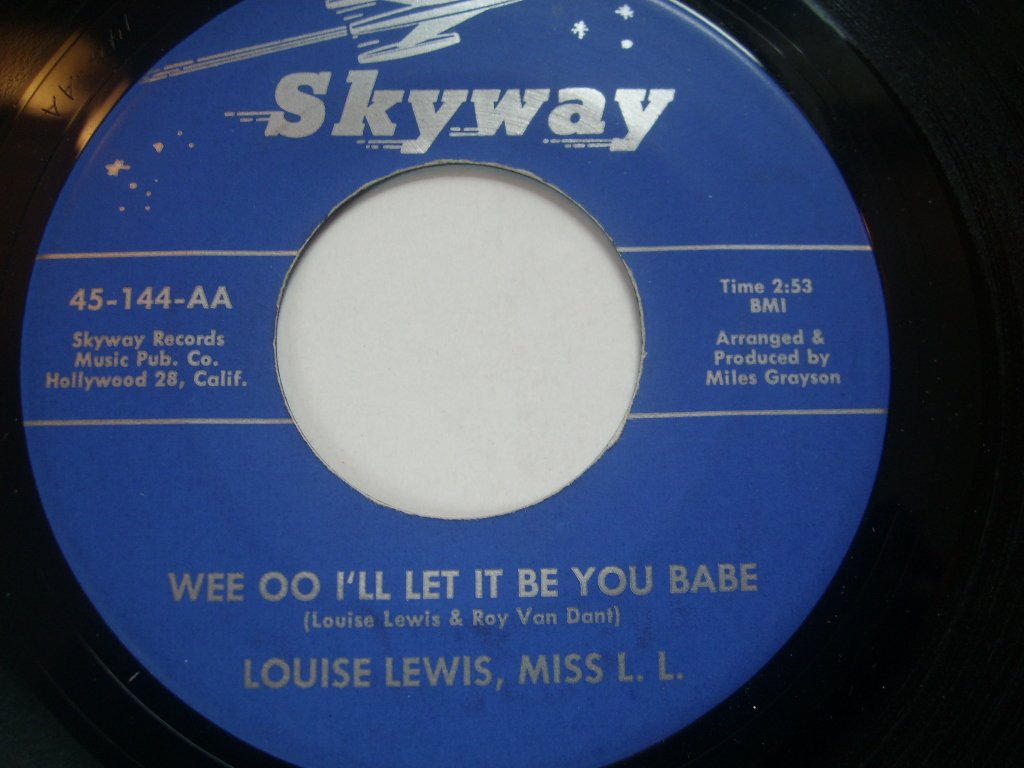 Skyway
45-144-AA
Skyway Records
Music Pub. Co.
Hollywood 28, Calif.
Time 2:53
BMI
Arranged &
Produced by
Miles Grayson
WEE OO I'LL LET IT BE YOU BABE
(Louise Lewis & Roy Van Dant)
LOUISE LEWIS, MISS L. L.